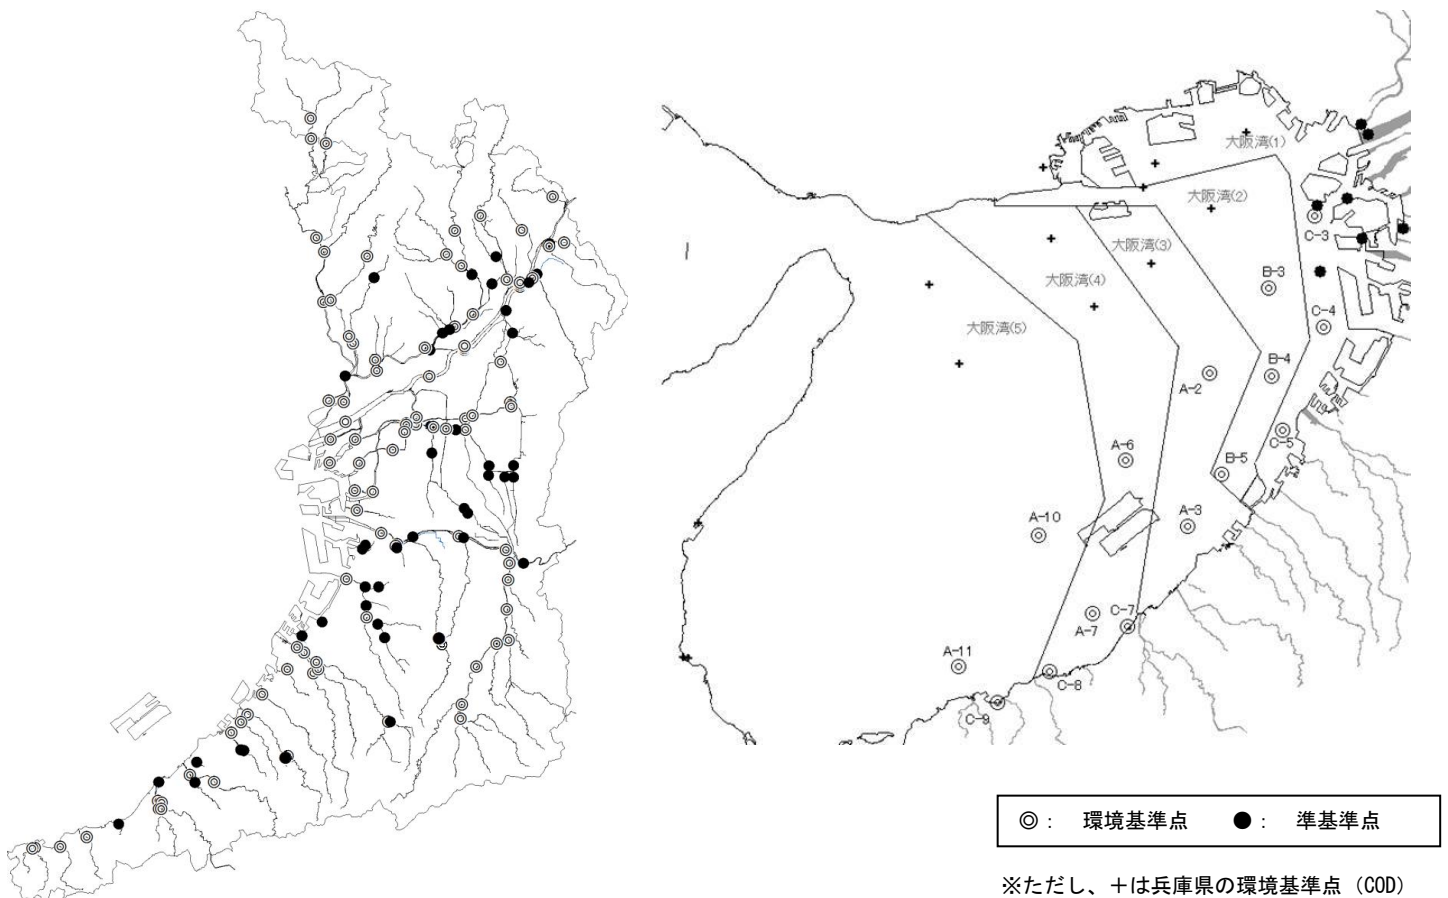 大阪湾(1)
大阪湾(2)
C-3
大阪湾(3)
大阪湾(4)
B-3
大阪湾(5)
C-4
B-4
A-2
C-5
A-6
B-5
A-10
A-3
C-7
A-7
A-11
C-8
C-9
◎： 環境基準点 ●： 準基準点
※ただし、＋は兵庫県の環境基準点（COD）